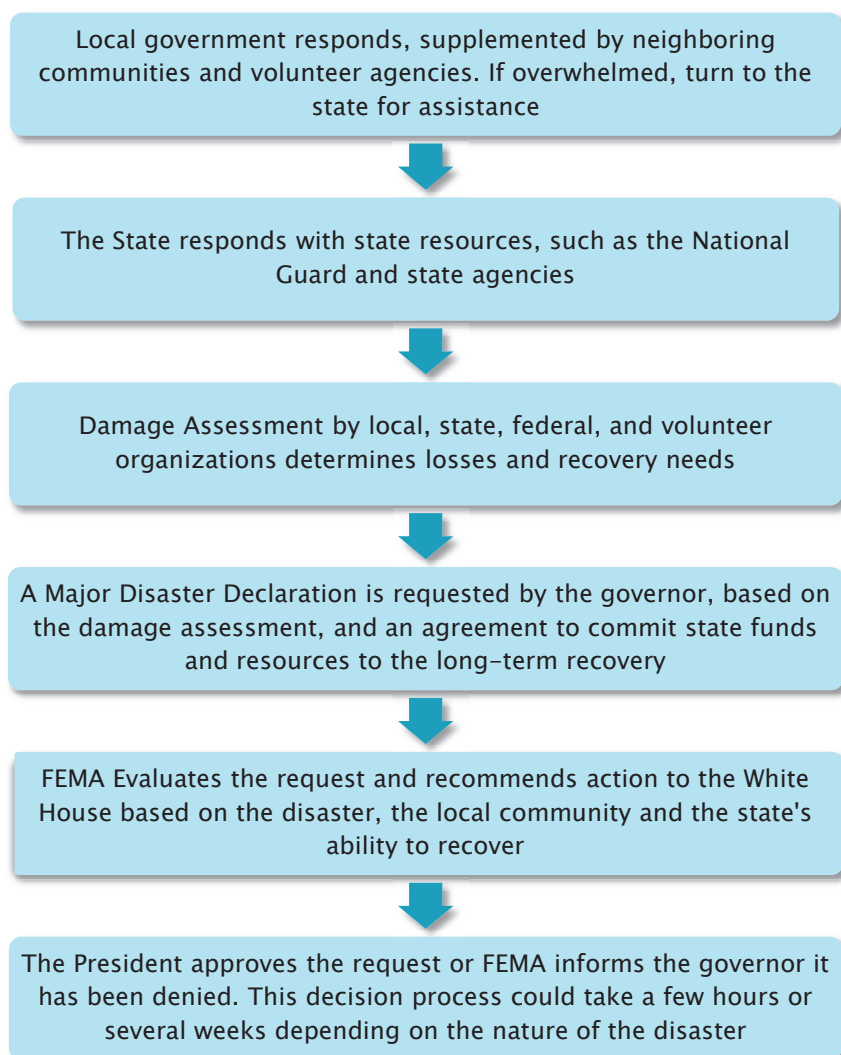 Local government responds, supplemented by neighboring
communities and volunteer agencies. If overwhelmed, turn to the
state for assistance
The State responds with state resources, such as the National
Guard and state agencies
Damage Assessment by local, state, federal, and volunteer
organizations determines losses and recovery needs
A Major Disaster Declaration is requested by the governor, based on
the damage assessment, and an agreement to commit state funds
and resources to the long-term recovery
FEMA Evaluates the request and recommends action to the White
House based on the disaster, the local community and the state's
ability to recover
The President approves the request or FEMA informs the governor it
has been denied. This decision process could take a few hours or
several weeks depending on the nature of the disaster